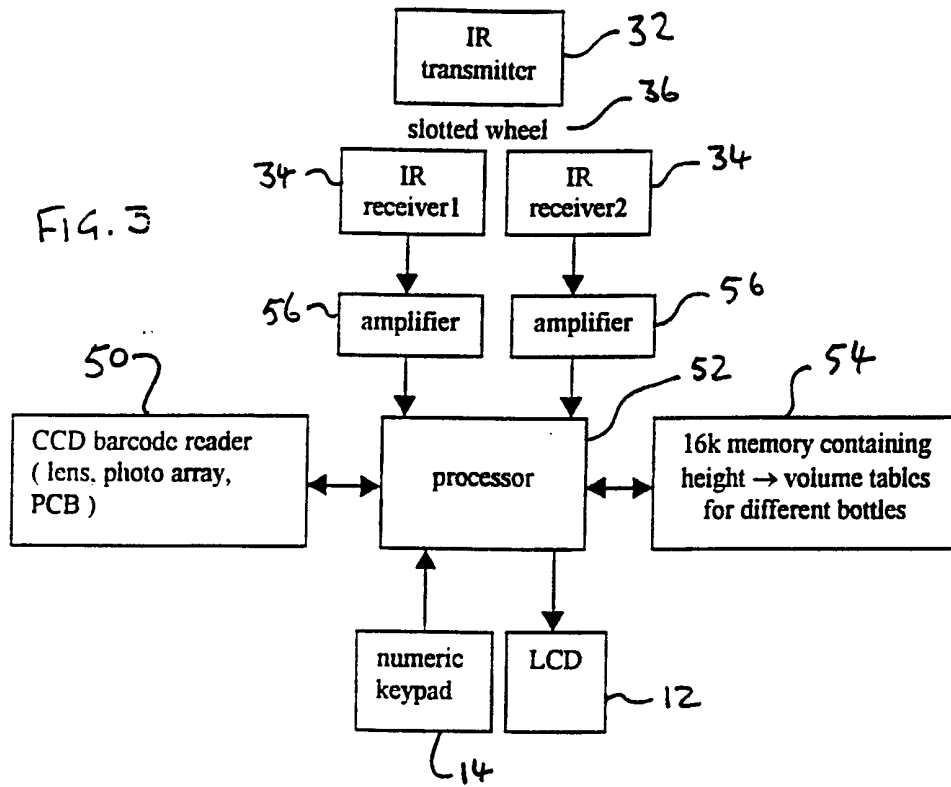 IR
transmitter
32
slotted wheel
36
34
IR
receiver1
IR
receiver2
34
FIG. 3
56
amplifier
amplifier
56
50
52
54
CCD barcode reader
( lens, photo array,
PCB )
processor
16k memory containing
height → volume tables
for different bottles
numeric
keypad
LCD
12
14